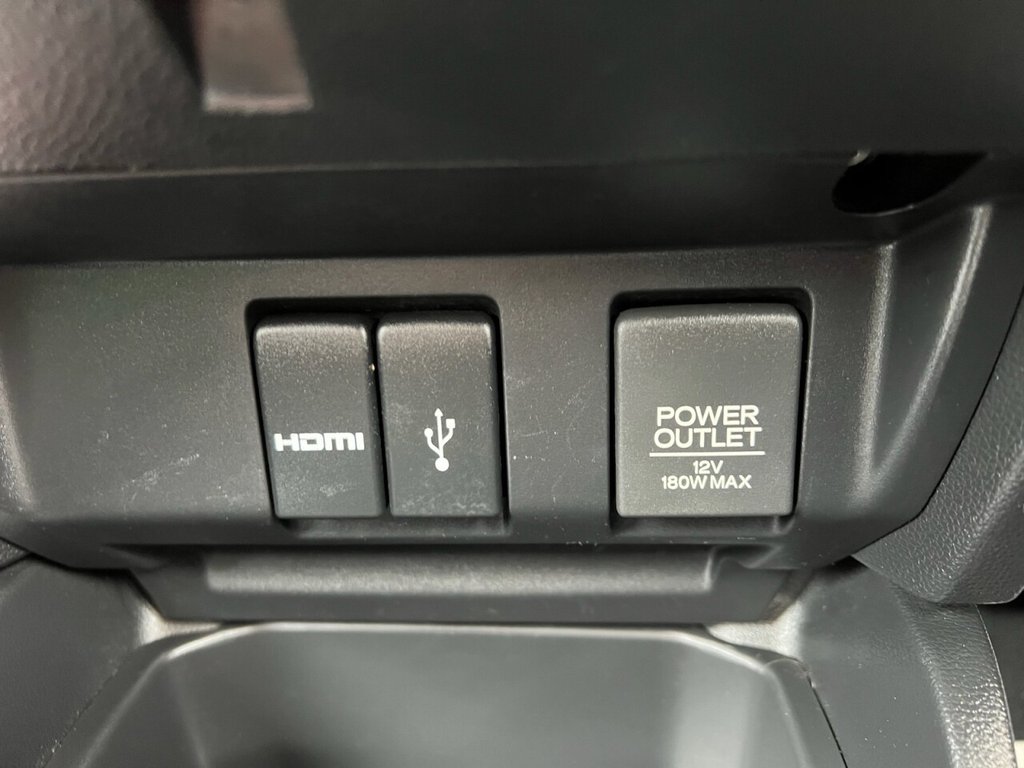 HDMI
POWER
OUTLET
12V
180W MAX